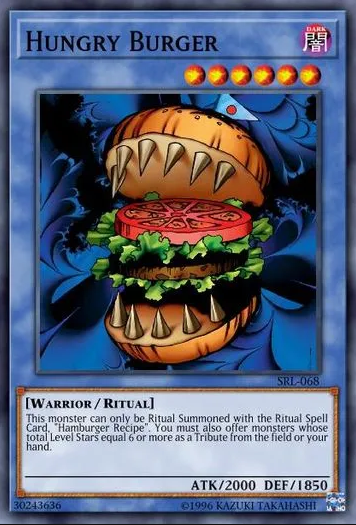 HUNGRY BURGER
DARK
闇
SRL-068
[WARRIOR / RITUAL]
This monster can only be Ritual Summoned with the Ritual Spell
Card, "Hamburger Recipe". You must also offer monsters whose
total Level Stars equal 6 or more as a Tribute from the field or your
hand.
ATK/2000 DEF/1850
30243636
©1996 KAZUKI TAKAHASHI